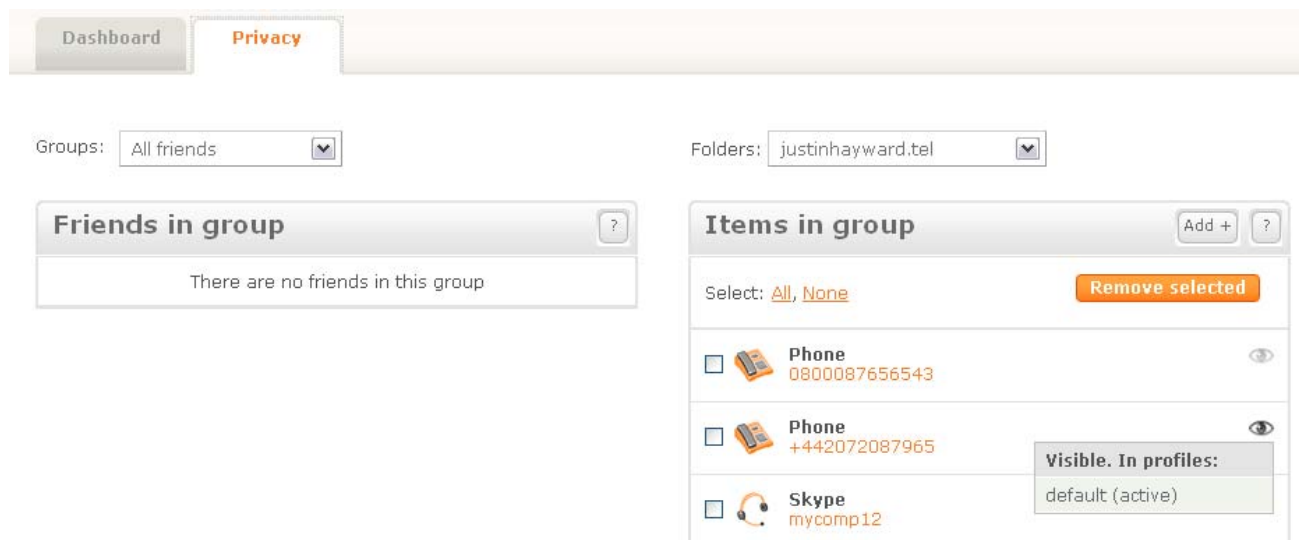 Dashboard
Privacy
Groups: All friends
Folders: justinhayward.tel
Friends in group ?
There are no friends in this group
Items in group Add + ?
Select: All, None Remove selected
Phone
0800087656543
Phone
+442072087965
Visible. In profiles:
default (active)
Skype
mycomp12